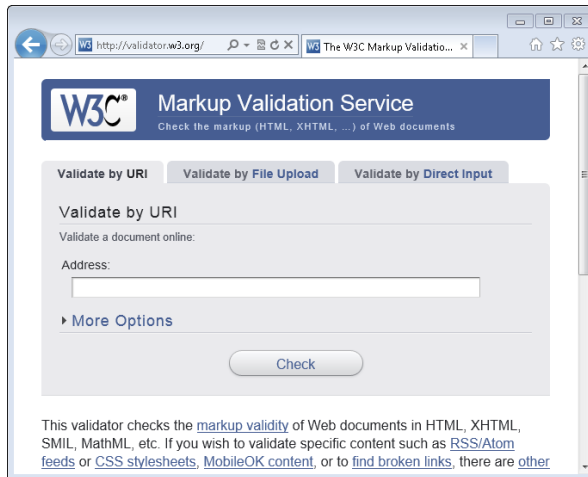 W3 http://validator.w3.org/
W3 The W3C Markup Validatio...
W3C® Markup Validation Service
Check the markup (HTML, XHTML, ...) of Web documents
Validate by URI Validate by File Upload Validate by Direct Input
Validate by URI
Validate a document online:
Address:
More Options
Check
This validator checks the markup validity of Web documents in HTML, XHTML,
SMIL, MathML, etc. If you wish to validate specific content such as RSS/Atom
feeds or CSS stylesheets, MobileOK content, or to find broken links, there are other